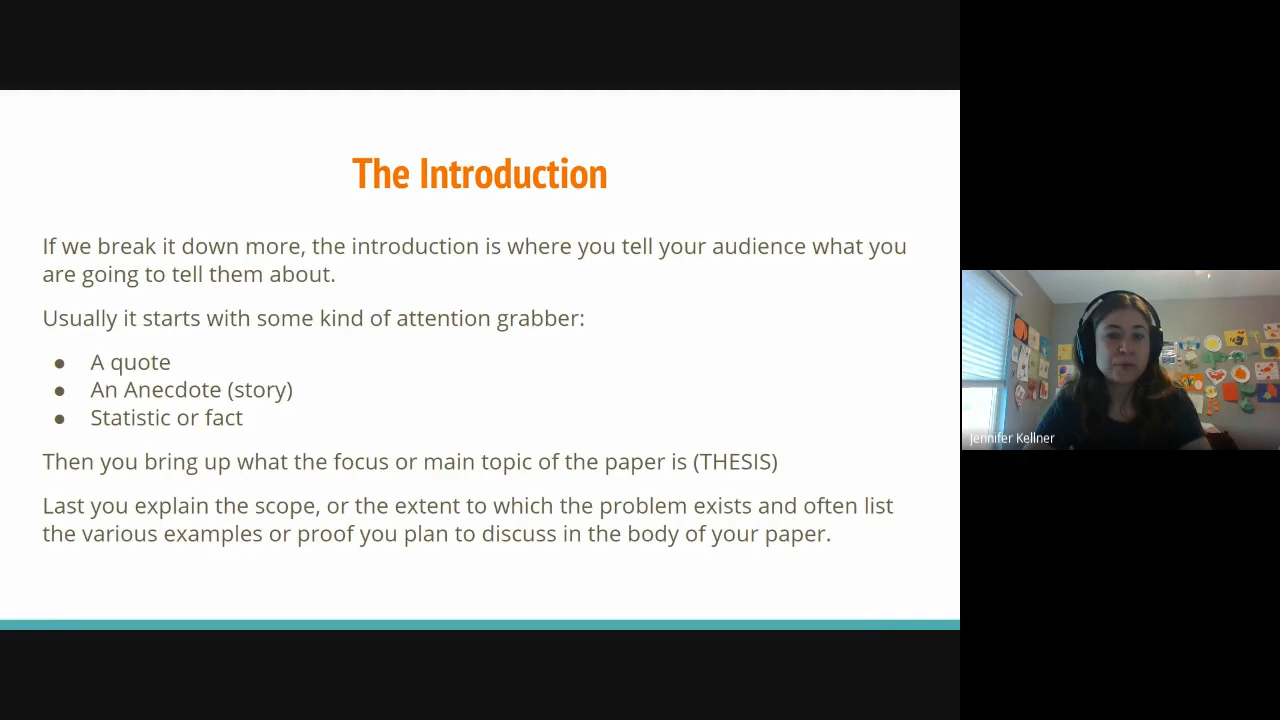 The Introduction
If we break it down more, the introduction is where you tell your audience what you
are going to tell them about.
Usually it starts with some kind of attention grabber:
● A quote
● An Anecdote (story)
● Statistic or fact
Then you bring up what the focus or main topic of the paper is (THESIS)
Last you explain the scope, or the extent to which the problem exists and often list
the various examples or proof you plan to discuss in the body of your paper.
Jennifer Kellner